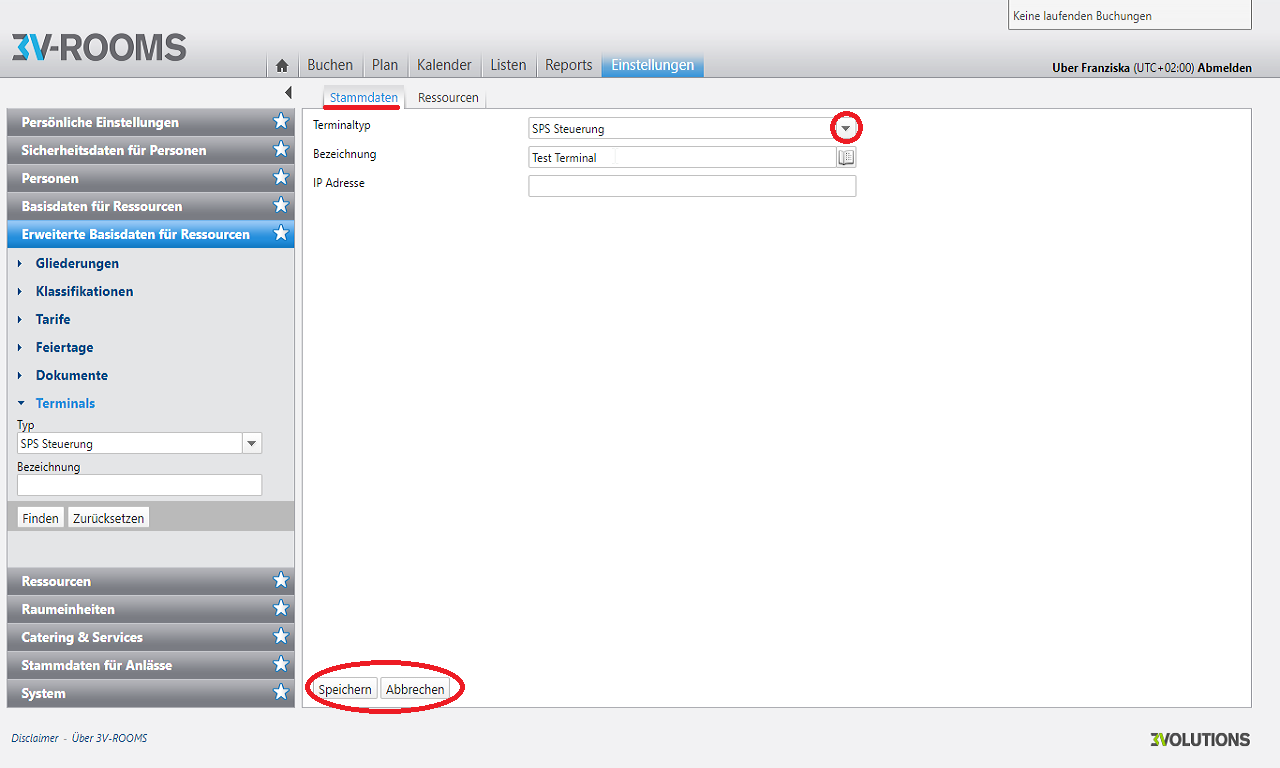 Keine laufenden Buchungen
3V-ROOMS
Buchen Plan Kalender Listen Reports Einstellungen
Uber Franziska (UTC+02:00) Abmelden
Stammdaten Ressourcen
Persönliche Einstellungen
Sicherheitsdaten für Personen
Personen
Basisdaten für Ressourcen
Erweiterte Basisdaten für Ressourcen
Gliederungen
Klassifikationen
Tarife
Feiertage
Dokumente
Terminals
Typ
SPS Steuerung
Bezeichnung
Finden Zurücksetzen
Ressourcen
Raumeinheiten
Catering & Services
Stammdaten für Anlässe
System
Terminaltyp SPS Steuerung
Bezeichnung Test Terminal
IP Adresse
Speichern Abbrechen
Disclaimer - Über 3V-ROOMS
3VOLUTIONS